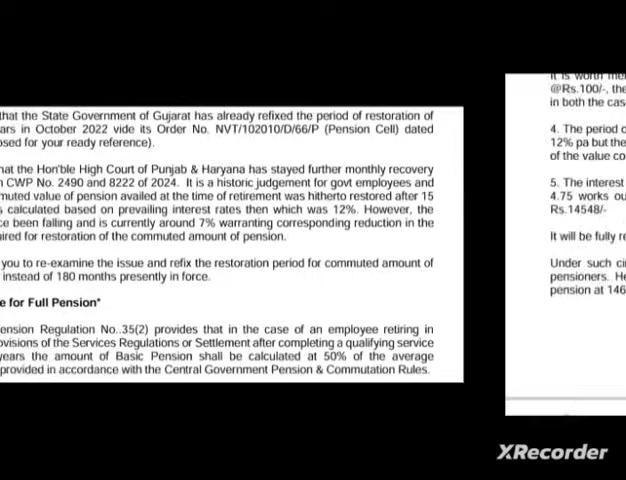 that the State Government of Gujarat has already refixed the period of restoration of
ars in October 2022 vide its Order No. NVT/102010/D/66/P (Pension Cell) dated
osed for your ready reference).
hat the Hon'ble High Court of Punjab & Haryana has stayed further monthly recovery
n CWP No. 2490 and 8222 of 2024. It is a historic judgement for govt employees and
muted value of pension availed at the time of retirement was hitherto restored after 15
s calculated based on prevailing interest rates then which was 12%. However, the
ce been falling and is currently around 7% warranting corresponding reduction in the
ired for restoration of the commuted amount of pension.
you to re-examine the issue and refix the restoration period for commuted amount of
instead of 180 months presently in force.
e for Full Pension*
ension Regulation No..35(2) provides that in the case of an employee retiring in
ovisions of the Services Regulations or Settlement after completing a qualifying service
years the amount of Basic Pension shall be calculated at 50% of the average
provided in accordance with the Central Government Pension & Commutation Rules.
It is worth me
@Rs.100/-, the
in both the cas
4. The period o
12% pa but the
of the value co
5. The interest
4.75 works ou
Rs.14548/-
It will be fully re
Under such ci
pensioners. He
pension at 146
XRecorder